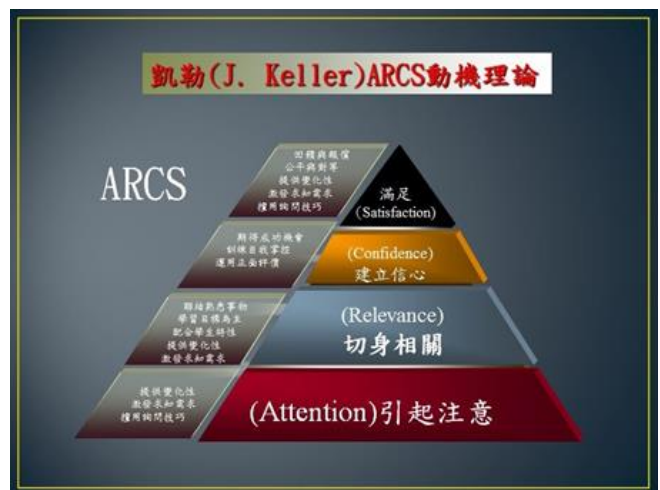 凱勒(J. Keller)ARCS動機理論
ARCS
回饋與報償
公平與對等
提供變化性
激發求知需求
擅用詢問技巧
滿足
(Satisfaction)
期待成功機會
訓練自我掌控
運用正面評價
(Confidence)
建立信心
聯結熟悉事物
學習目標為主
配合學生特性
提供變化性
激發求知需求
(Relevance)
切身相關
提供變化性
激發求知需求
擅用詢問技巧
(Attention)引起注意